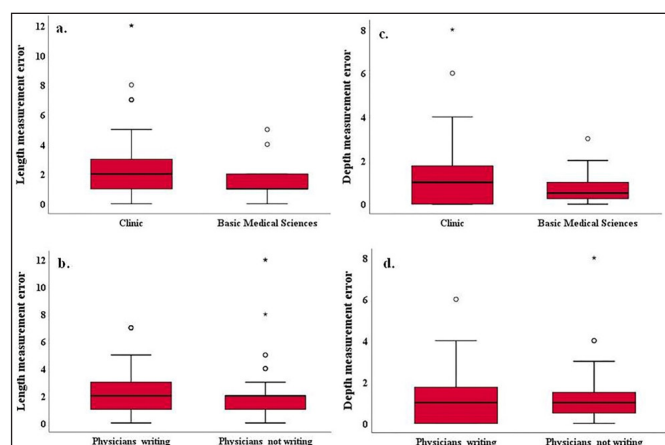 a.
Length measurement error
12
10
8
6
4
2
0
Clinic Basic Medical Sciences
c.
Depth measurement error
8
6
4
2
0
Clinic Basic Medical Sciences
b.
Length measurement error
12
10
8
6
4
2
0
Physicians writing Physicians not writing
d.
Depth measurement error
8
6
4
2
0
Physicians writing Physicians not writing